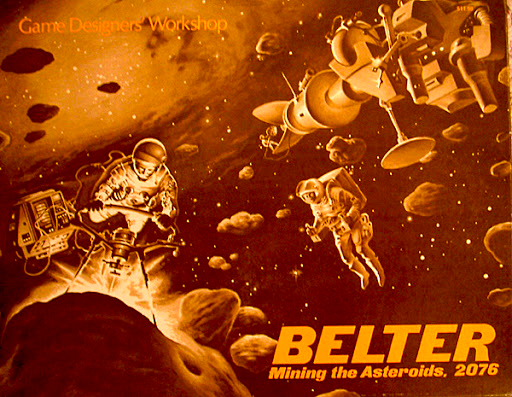 Game Designers' Workshop
BELTER
Mining the Asteroids, 2076